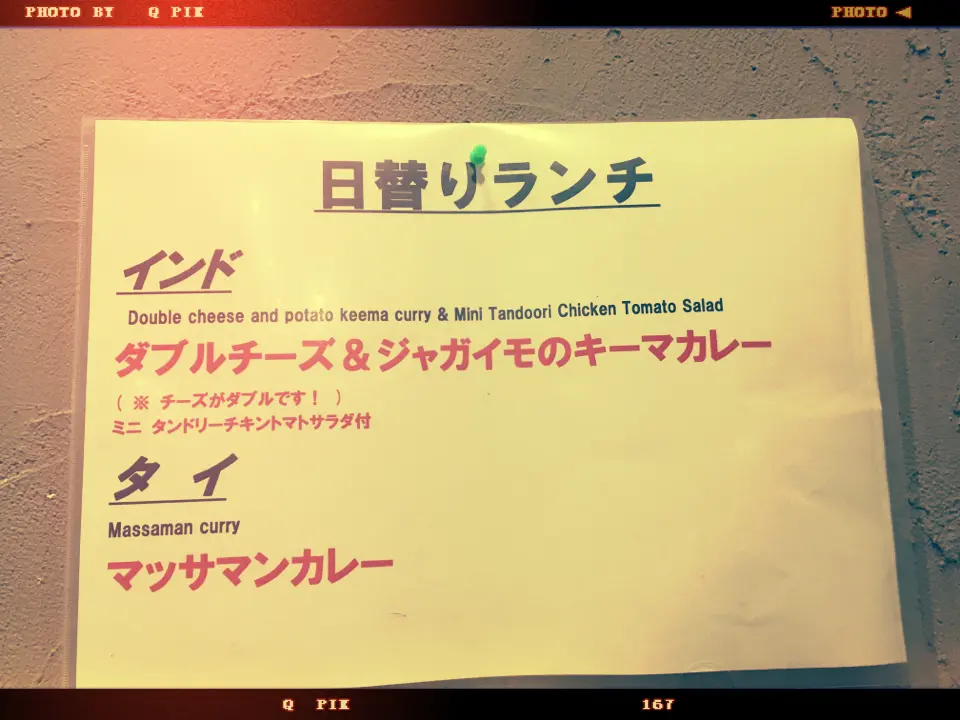 PHOTO BY Q PIK PHOTO ◀
日替りランチ
インド
Double cheese and potato keema curry & Mini Tandoori Chicken Tomato Salad
ダブルチーズ&ジャガイモのキーマカレー
(※ チーズがダブルです! )
ミニ タンドリーチキントマトサラダ付
タイ
Massaman curry
マッサマンカレー
Q PIK 167